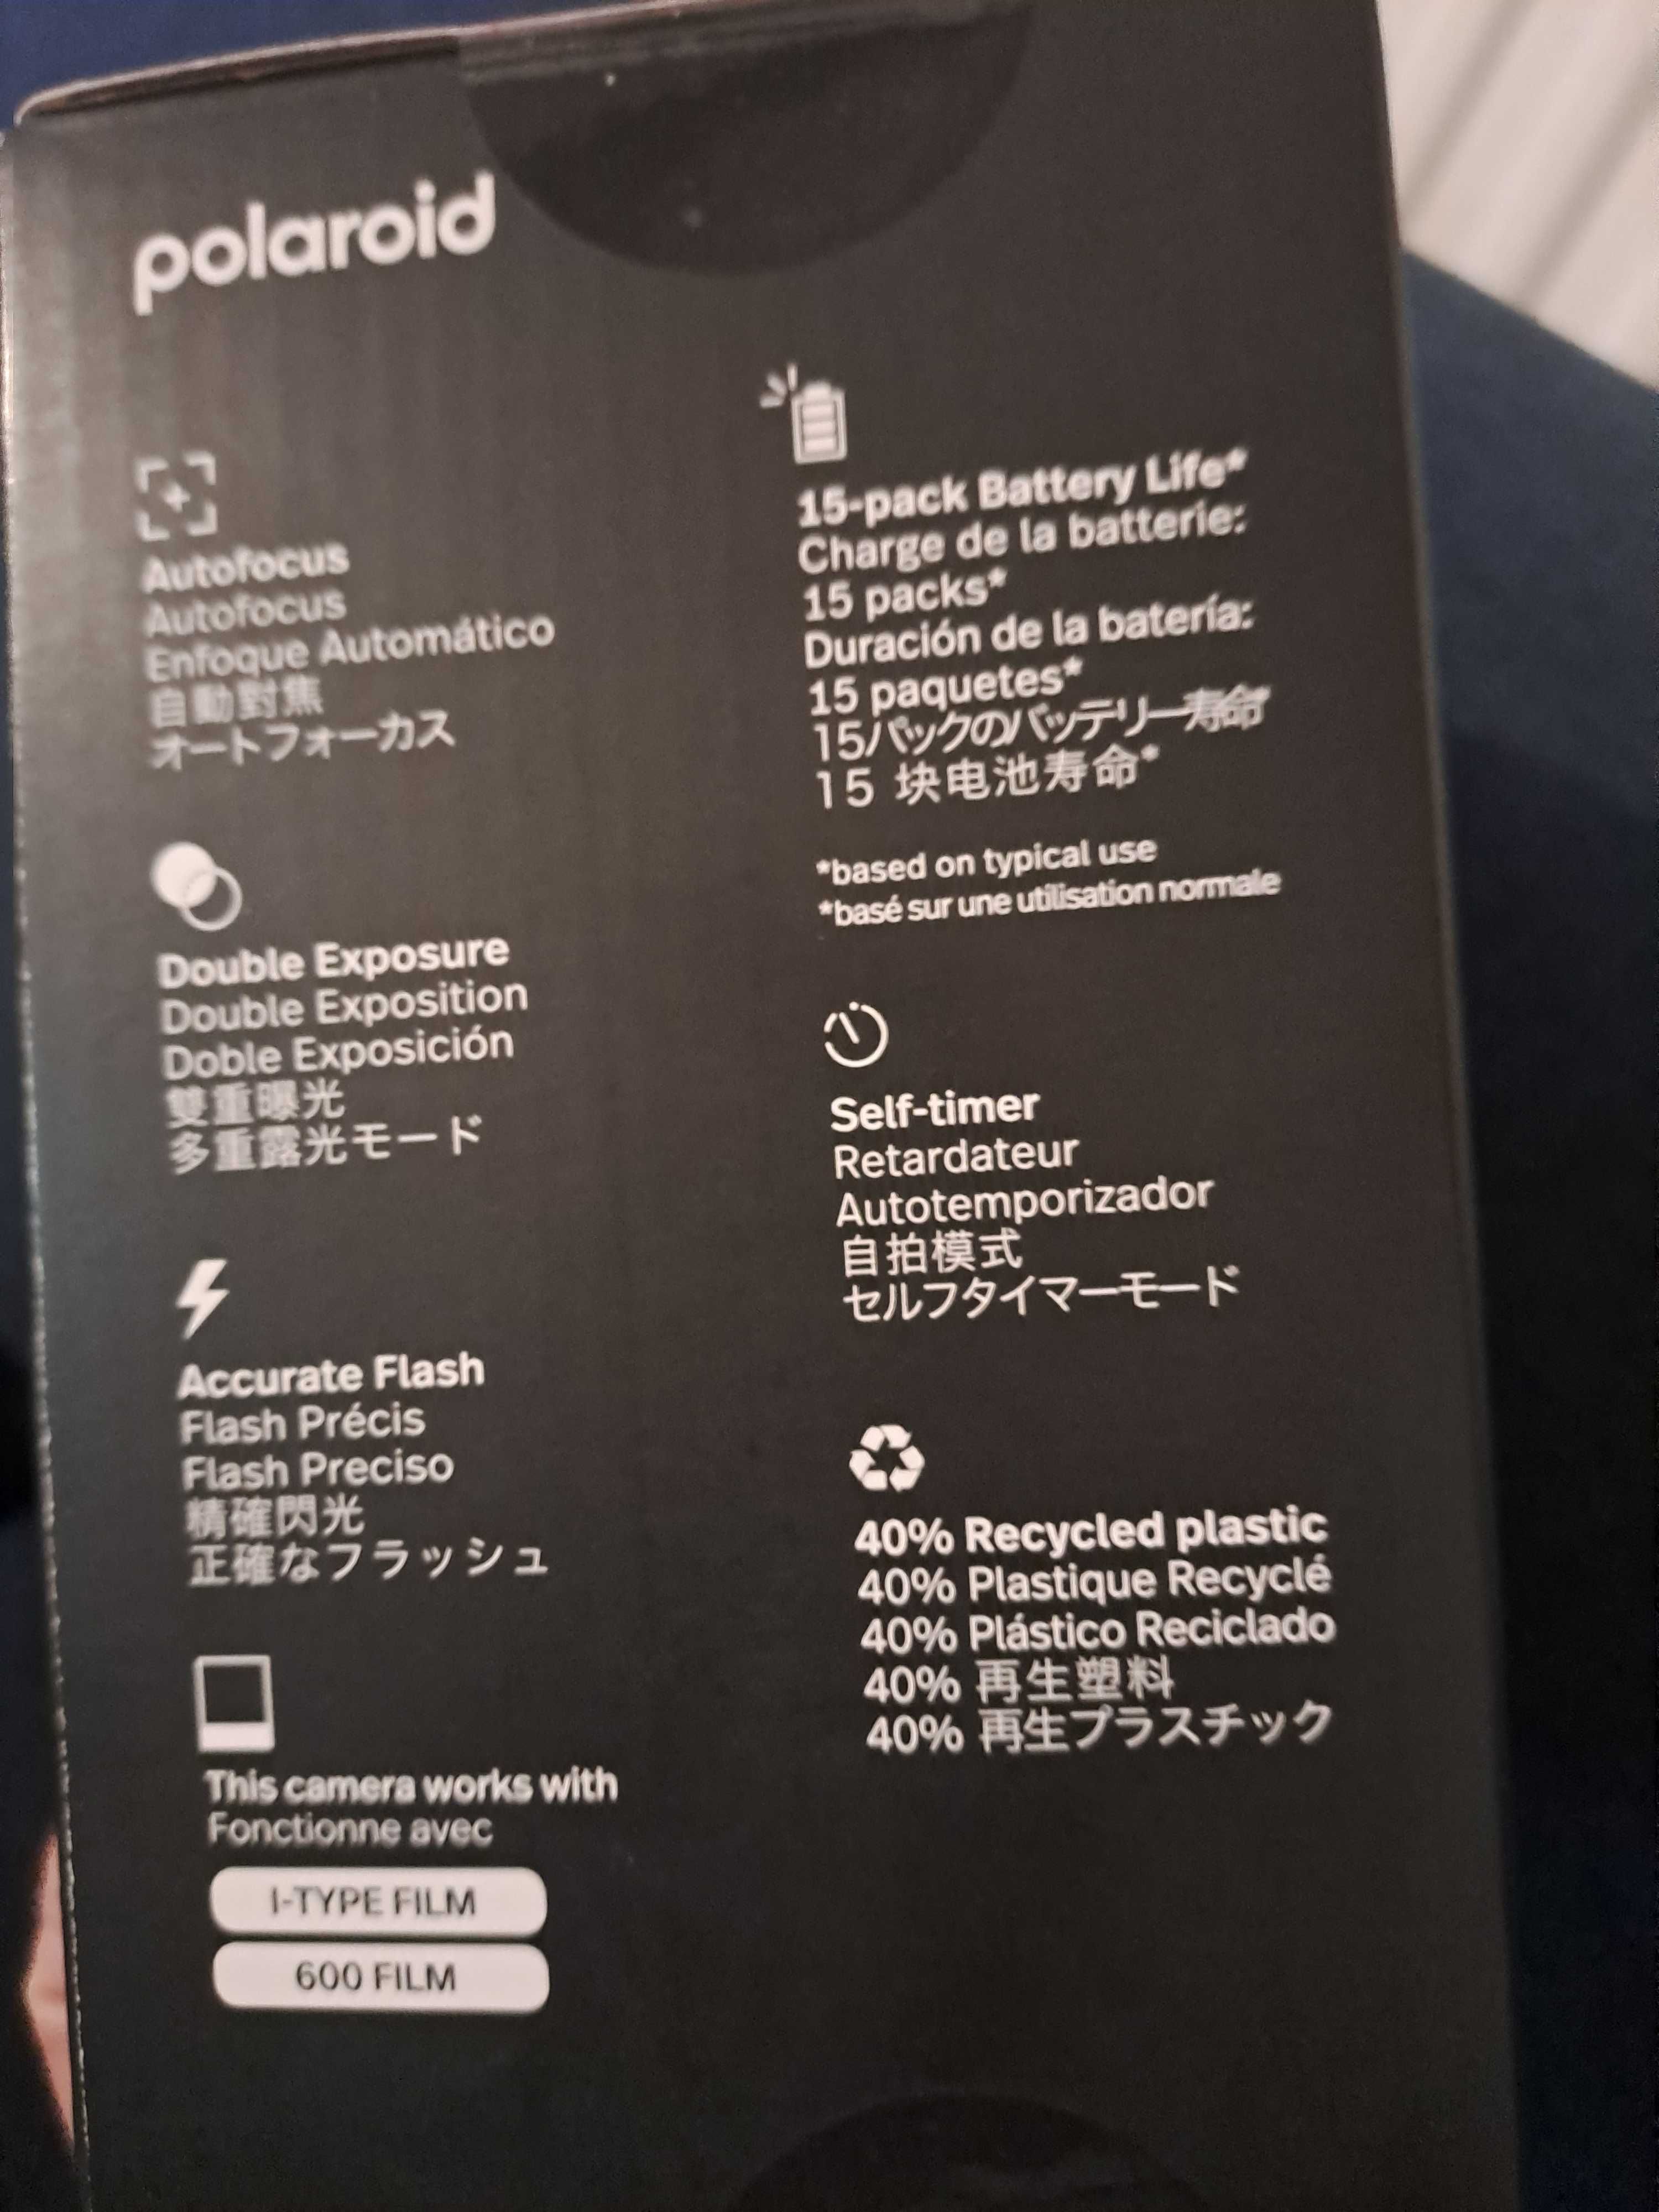 polaroid
Autofocus
Autofocus
Enfoque Automático
自動對焦
オートフォーカス
Double Exposure
Double Exposition
Doble Exposición
雙重曝光
多重露光モード
Accurate Flash
Flash Précis
Flash Preciso
精確閃光
正確なフラッシュ
This camera works with
Fonctionne avec
I-TYPE FILM
600 FILM
15-pack Battery Life*
Charge de la batterie:
15 packs*
Duración de la batería:
15 paquetes*
15パックのバッテリー寿命*
15 块电池寿命*
*based on typical use
*basé sur une utilisation normale
Self-timer
Retardateur
Autotemporizador
自拍模式
セルフタイマーモード
40% Recycled plastic
40% Plastique Recyclé
40% Plástico Reciclado
40% 再生塑料
40% 再生プラスチック